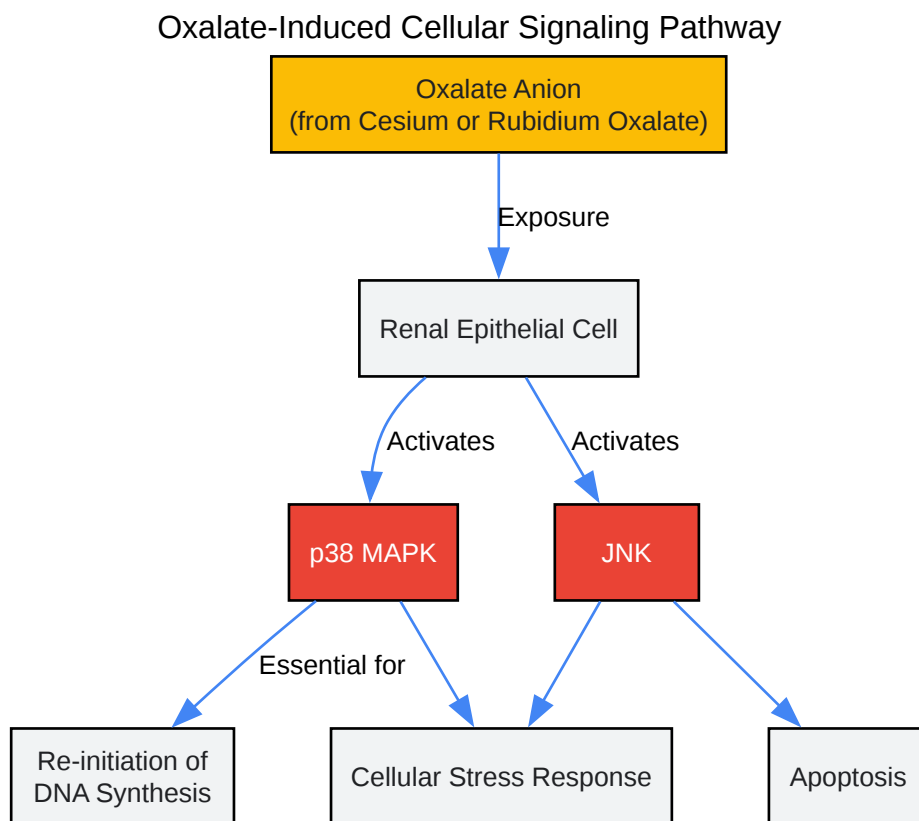 Oxalate-Induced Cellular Signaling Pathway
Oxalate Anion
(from Cesium or Rubidium Oxalate)
Exposure
Renal Epithelial Cell
Activates
Activates
p38 MAPK
JNK
Essential for
Re-initiation of
DNA Synthesis
Cellular Stress Response
Apoptosis